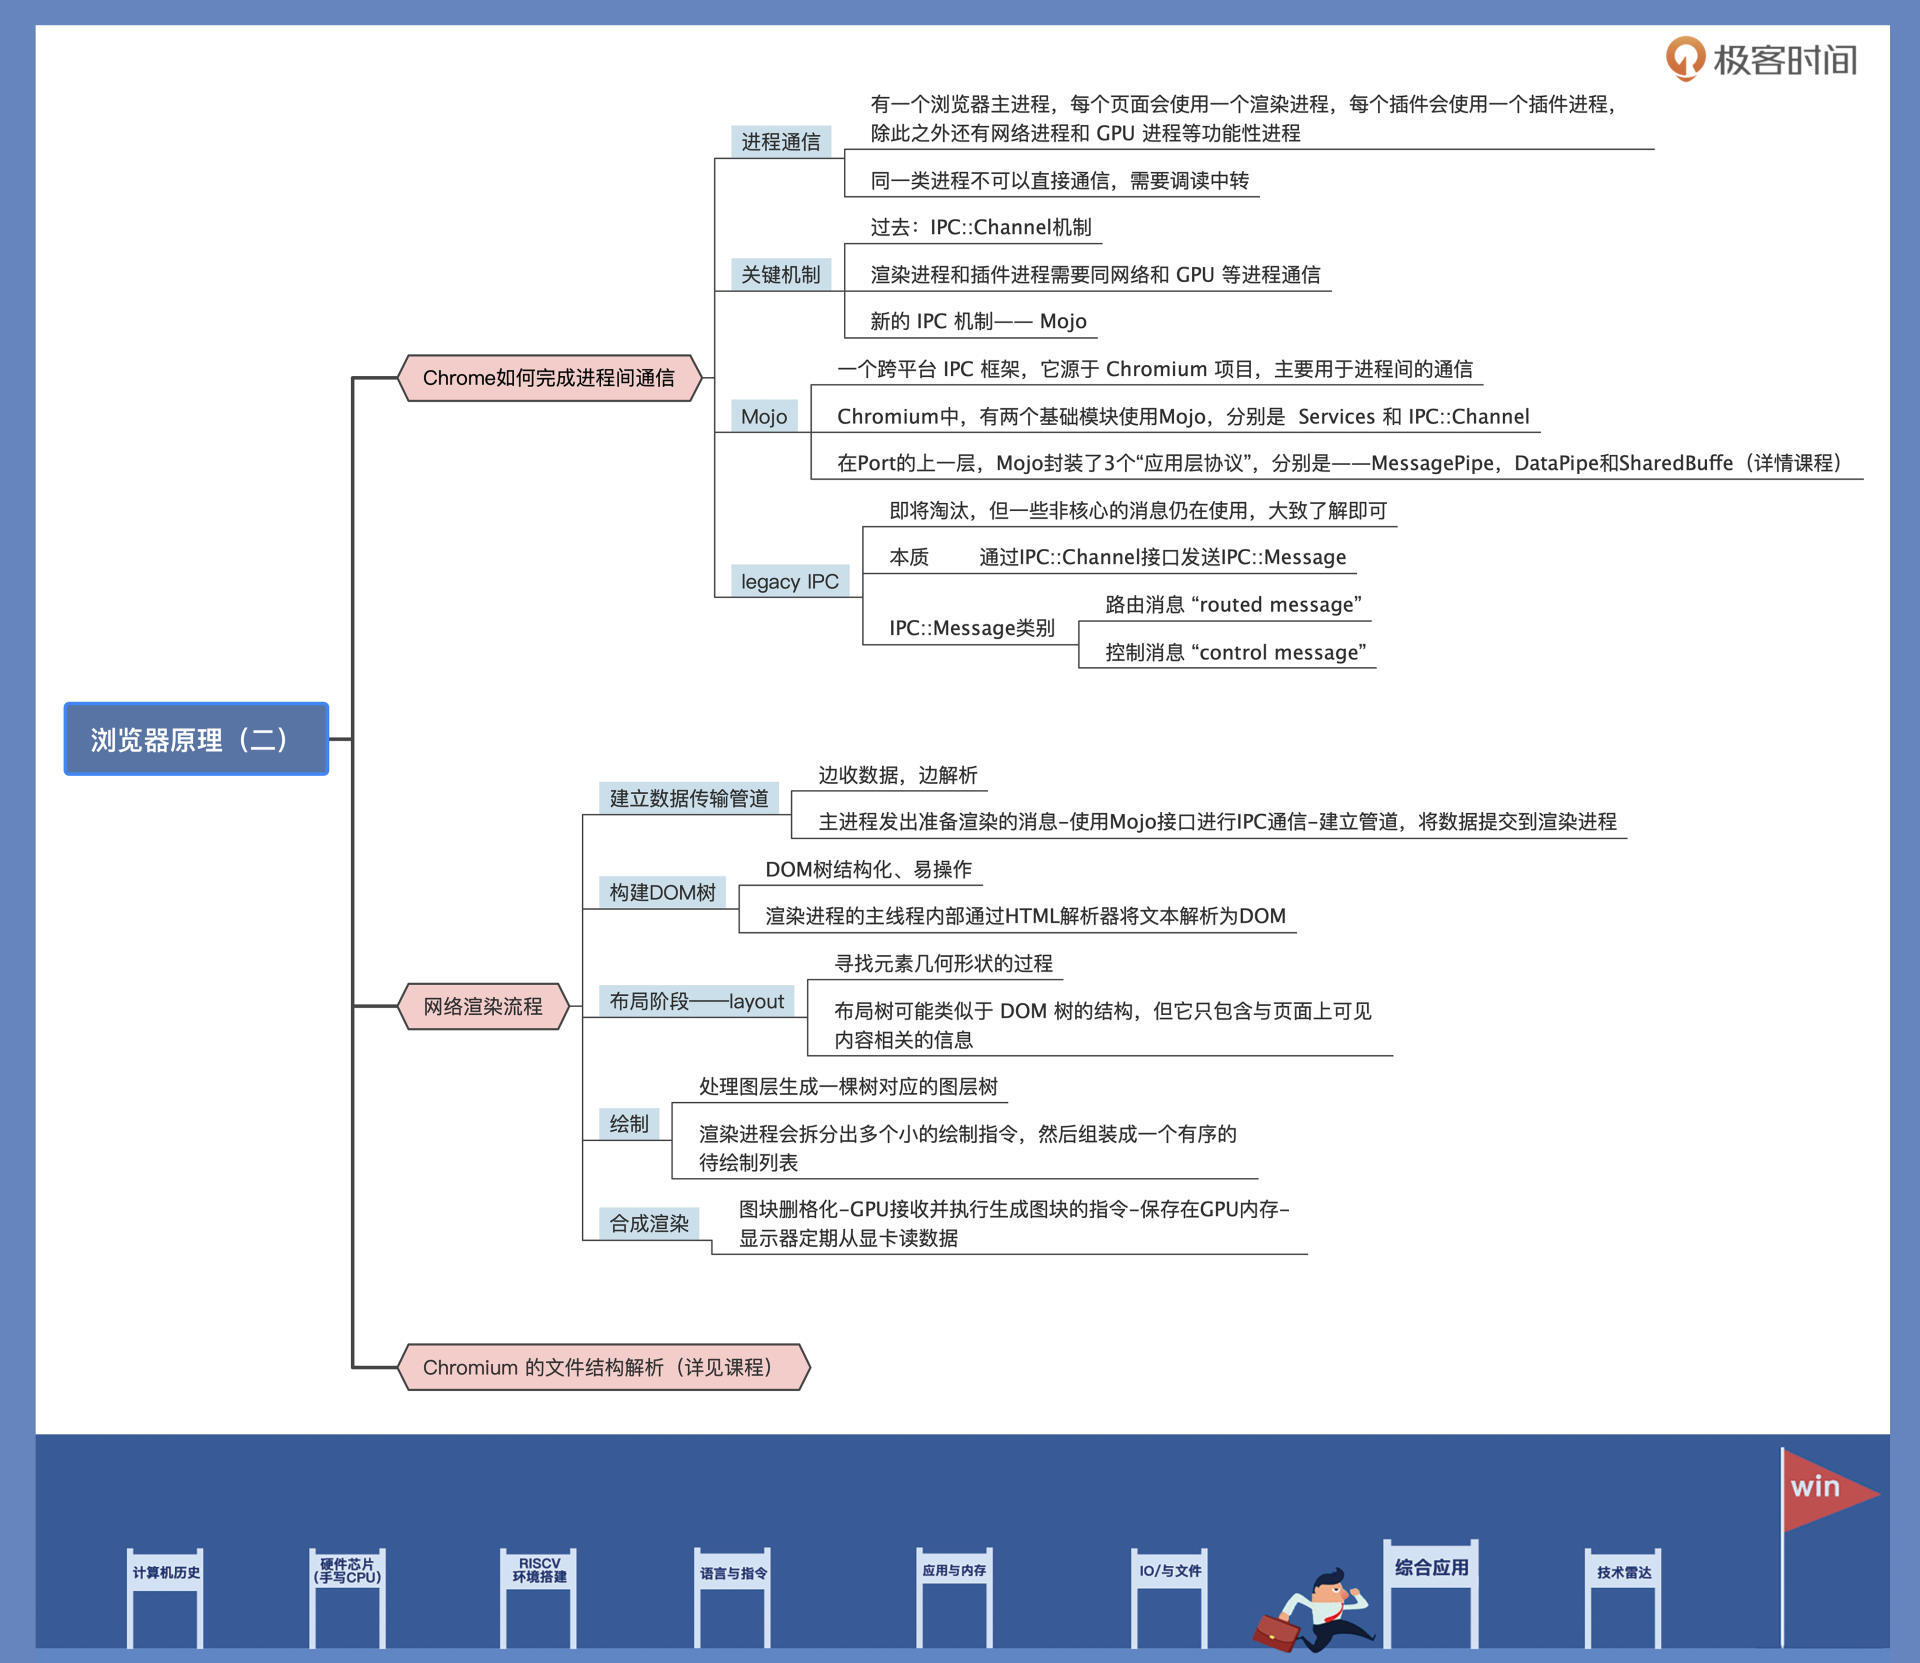 极客时间
浏览器原理（二）
Chrome如何完成进程间通信
进程通信
有一个浏览器主进程，每个页面会使用一个渲染进程，每个插件会使用一个插件进程，
除此之外还有网络进程和 GPU 进程等功能性进程
同一类进程不可以直接通信，需要调读中转
关键机制
过去：IPC::Channel机制
渲染进程和插件进程需要同网络和 GPU 等进程通信
新的 IPC 机制—— Mojo
Mojo
一个跨平台 IPC 框架，它源于 Chromium 项目，主要用于进程间的通信
Chromium中，有两个基础模块使用Mojo，分别是 Services 和 IPC::Channel
在Port的上一层，Mojo封装了3个“应用层协议”，分别是——MessagePipe，DataPipe和SharedBuffe（详情课程）
legacy IPC
即将淘汰，但一些非核心的消息仍在使用，大致了解即可
本质 通过IPC::Channel接口发送IPC::Message
IPC::Message类别
路由消息 “routed message”
控制消息 “control message”
网络渲染流程
建立数据传输管道
边收数据，边解析
主进程发出准备渲染的消息–使用Mojo接口进行IPC通信–建立管道，将数据提交到渲染进程
构建DOM树
DOM树结构化、易操作
渲染进程的主线程内部通过HTML解析器将文本解析为DOM
布局阶段——layout
寻找元素几何形状的过程
布局树可能类似于 DOM 树的结构，但它只包含与页面上可见
内容相关的信息
绘制
处理图层生成一棵树对应的图层树
渲染进程会拆分出多个小的绘制指令，然后组装成一个有序的
待绘制列表
合成渲染
图块删格化–GPU接收并执行生成图块的指令–保存在GPU内存–
显示器定期从显卡读数据
Chromium 的文件结构解析（详见课程）
计算机历史
硬件芯片
(手写CPU)
RISCV
环境搭建
语言与指令
应用与内存
IO/与文件
综合应用
技术雷达
win